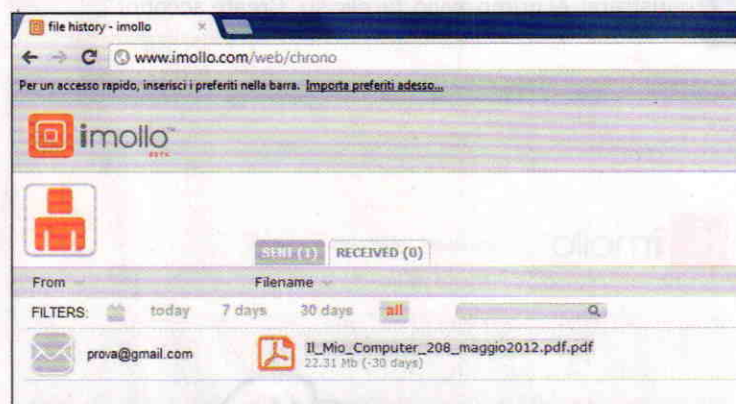 file history - imollo
www.imollo.com/web/chrono
Per un accesso rapido, inserisci i preferiti nella barra. Importa preferiti adesso...
imollo™
BETA
SENT (1) RECEIVED (0)
From Filename
FILTERS: today 7 days 30 days all
prova@gmail.com Il_Mio_Computer_208_maggio2012.pdf.pdf
22.31 Mb (-30 days)